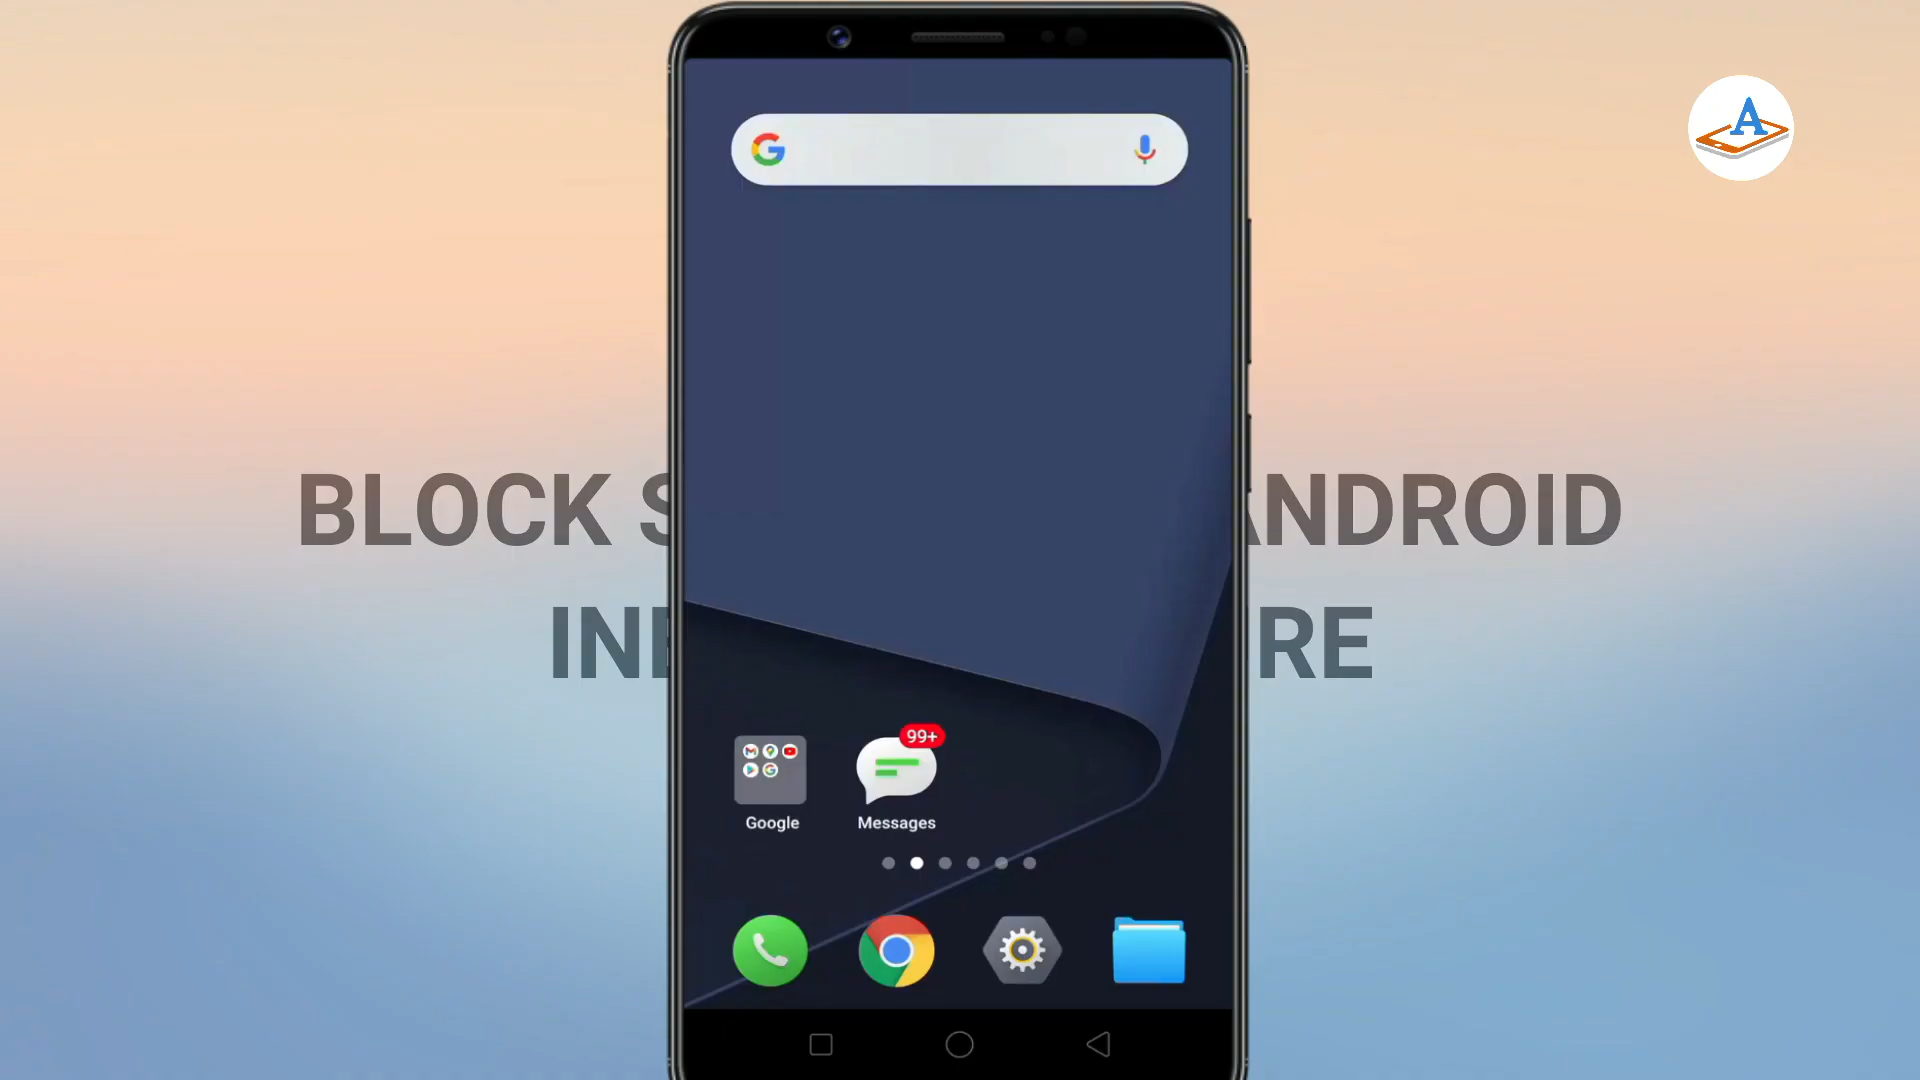 BLOCK S ANDROID
IN RE
99+
Google
Messages
A